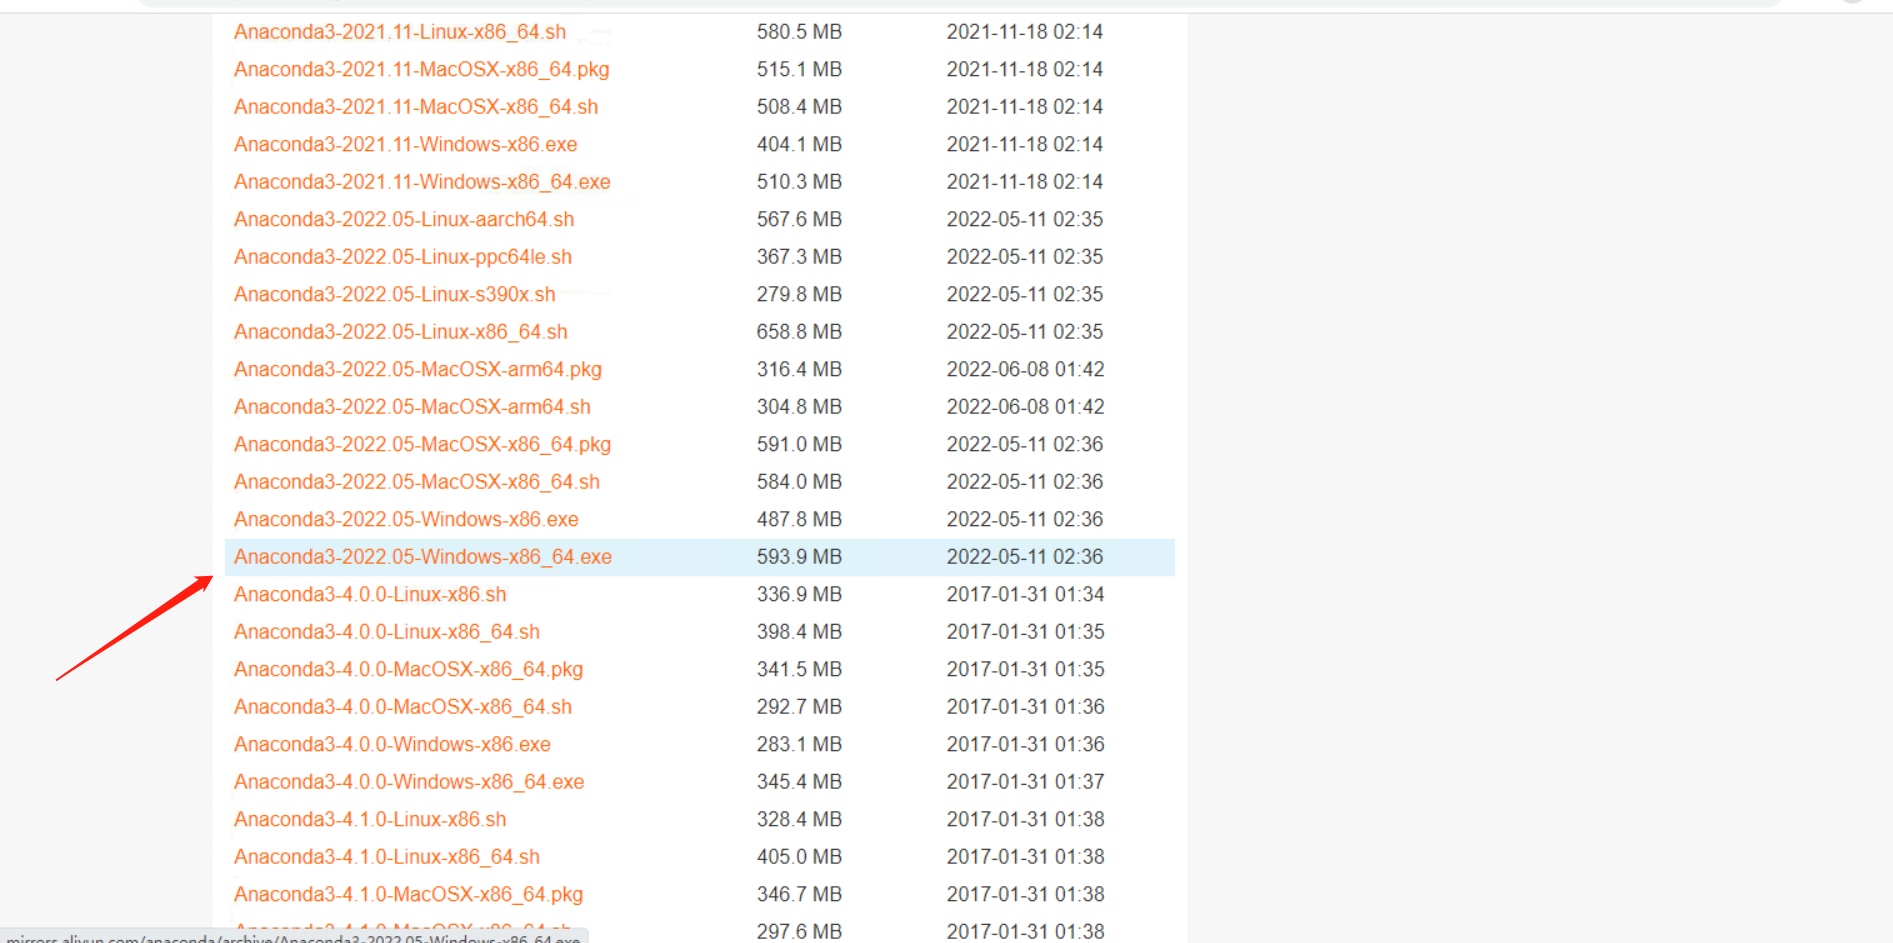 Anaconda3-2021.11-Linux-x86_64.sh 580.5 MB 2021-11-18 02:14
Anaconda3-2021.11-MacOSX-x86_64.pkg 515.1 MB 2021-11-18 02:14
Anaconda3-2021.11-MacOSX-x86_64.sh 508.4 MB 2021-11-18 02:14
Anaconda3-2021.11-Windows-x86.exe 404.1 MB 2021-11-18 02:14
Anaconda3-2021.11-Windows-x86_64.exe 510.3 MB 2021-11-18 02:14
Anaconda3-2022.05-Linux-aarch64.sh 567.6 MB 2022-05-11 02:35
Anaconda3-2022.05-Linux-ppc64le.sh 367.3 MB 2022-05-11 02:35
Anaconda3-2022.05-Linux-s390x.sh 279.8 MB 2022-05-11 02:35
Anaconda3-2022.05-Linux-x86_64.sh 658.8 MB 2022-05-11 02:35
Anaconda3-2022.05-MacOSX-arm64.pkg 316.4 MB 2022-06-08 01:42
Anaconda3-2022.05-MacOSX-arm64.sh 304.8 MB 2022-06-08 01:42
Anaconda3-2022.05-MacOSX-x86_64.pkg 591.0 MB 2022-05-11 02:36
Anaconda3-2022.05-MacOSX-x86_64.sh 584.0 MB 2022-05-11 02:36
Anaconda3-2022.05-Windows-x86.exe 487.8 MB 2022-05-11 02:36
Anaconda3-2022.05-Windows-x86_64.exe 593.9 MB 2022-05-11 02:36
Anaconda3-4.0.0-Linux-x86.sh 336.9 MB 2017-01-31 01:34
Anaconda3-4.0.0-Linux-x86_64.sh 398.4 MB 2017-01-31 01:35
Anaconda3-4.0.0-MacOSX-x86_64.pkg 341.5 MB 2017-01-31 01:35
Anaconda3-4.0.0-MacOSX-x86_64.sh 292.7 MB 2017-01-31 01:36
Anaconda3-4.0.0-Windows-x86.exe 283.1 MB 2017-01-31 01:36
Anaconda3-4.0.0-Windows-x86_64.exe 345.4 MB 2017-01-31 01:37
Anaconda3-4.1.0-Linux-x86.sh 328.4 MB 2017-01-31 01:38
Anaconda3-4.1.0-Linux-x86_64.sh 405.0 MB 2017-01-31 01:38
Anaconda3-4.1.0-MacOSX-x86_64.pkg 346.7 MB 2017-01-31 01:38
Anaconda3-4.1.0-MacOSX-x86_64.sh 297.6 MB 2017-01-31 01:38
mirrors.aliyun.com/anaconda/archive/Anaconda3-2022.05-Windows-x86_64.exe